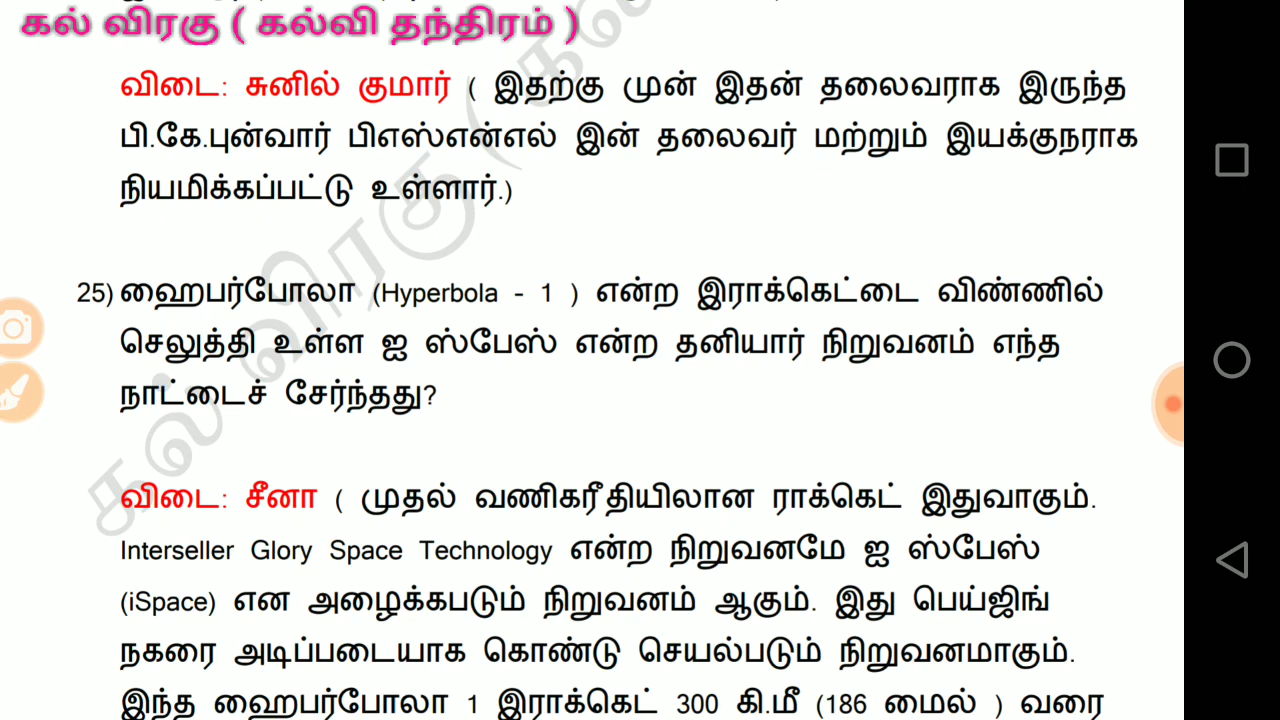 கல் விரகு ( கல்வி தந்திரம் )
விடை: சுனில் குமார் ( இதற்கு முன் இதன் தலைவராக இருந்த
பி.கே.புன்வார் பிஎஸ்என்எல் இன் தலைவர் மற்றும் இயக்குநராக
நியமிக்கப்பட்டு உள்ளார்.)
25) ஹைபர்போலா (Hyperbola - 1 ) என்ற இராக்கெட்டை விண்ணில்
செலுத்தி உள்ள ஐ ஸ்பேஸ் என்ற தனியார் நிறுவனம் எந்த
நாட்டைச் சேர்ந்தது?
விடை: சீனா ( முதல் வணிகரீதியிலான ராக்கெட் இதுவாகும்.
Interseller Glory Space Technology என்ற நிறுவனமே ஐ ஸ்பேஸ்
(iSpace) என அழைக்கபடும் நிறுவனம் ஆகும். இது பெய்ஜிங்
நகரை அடிப்படையாக கொண்டு செயல்படும் நிறுவனமாகும்.
இந்த ஹைபர்போலா 1 இராக்கெட் 300 கி.மீ (186 மைல் ) வரை
கல் விரகு (